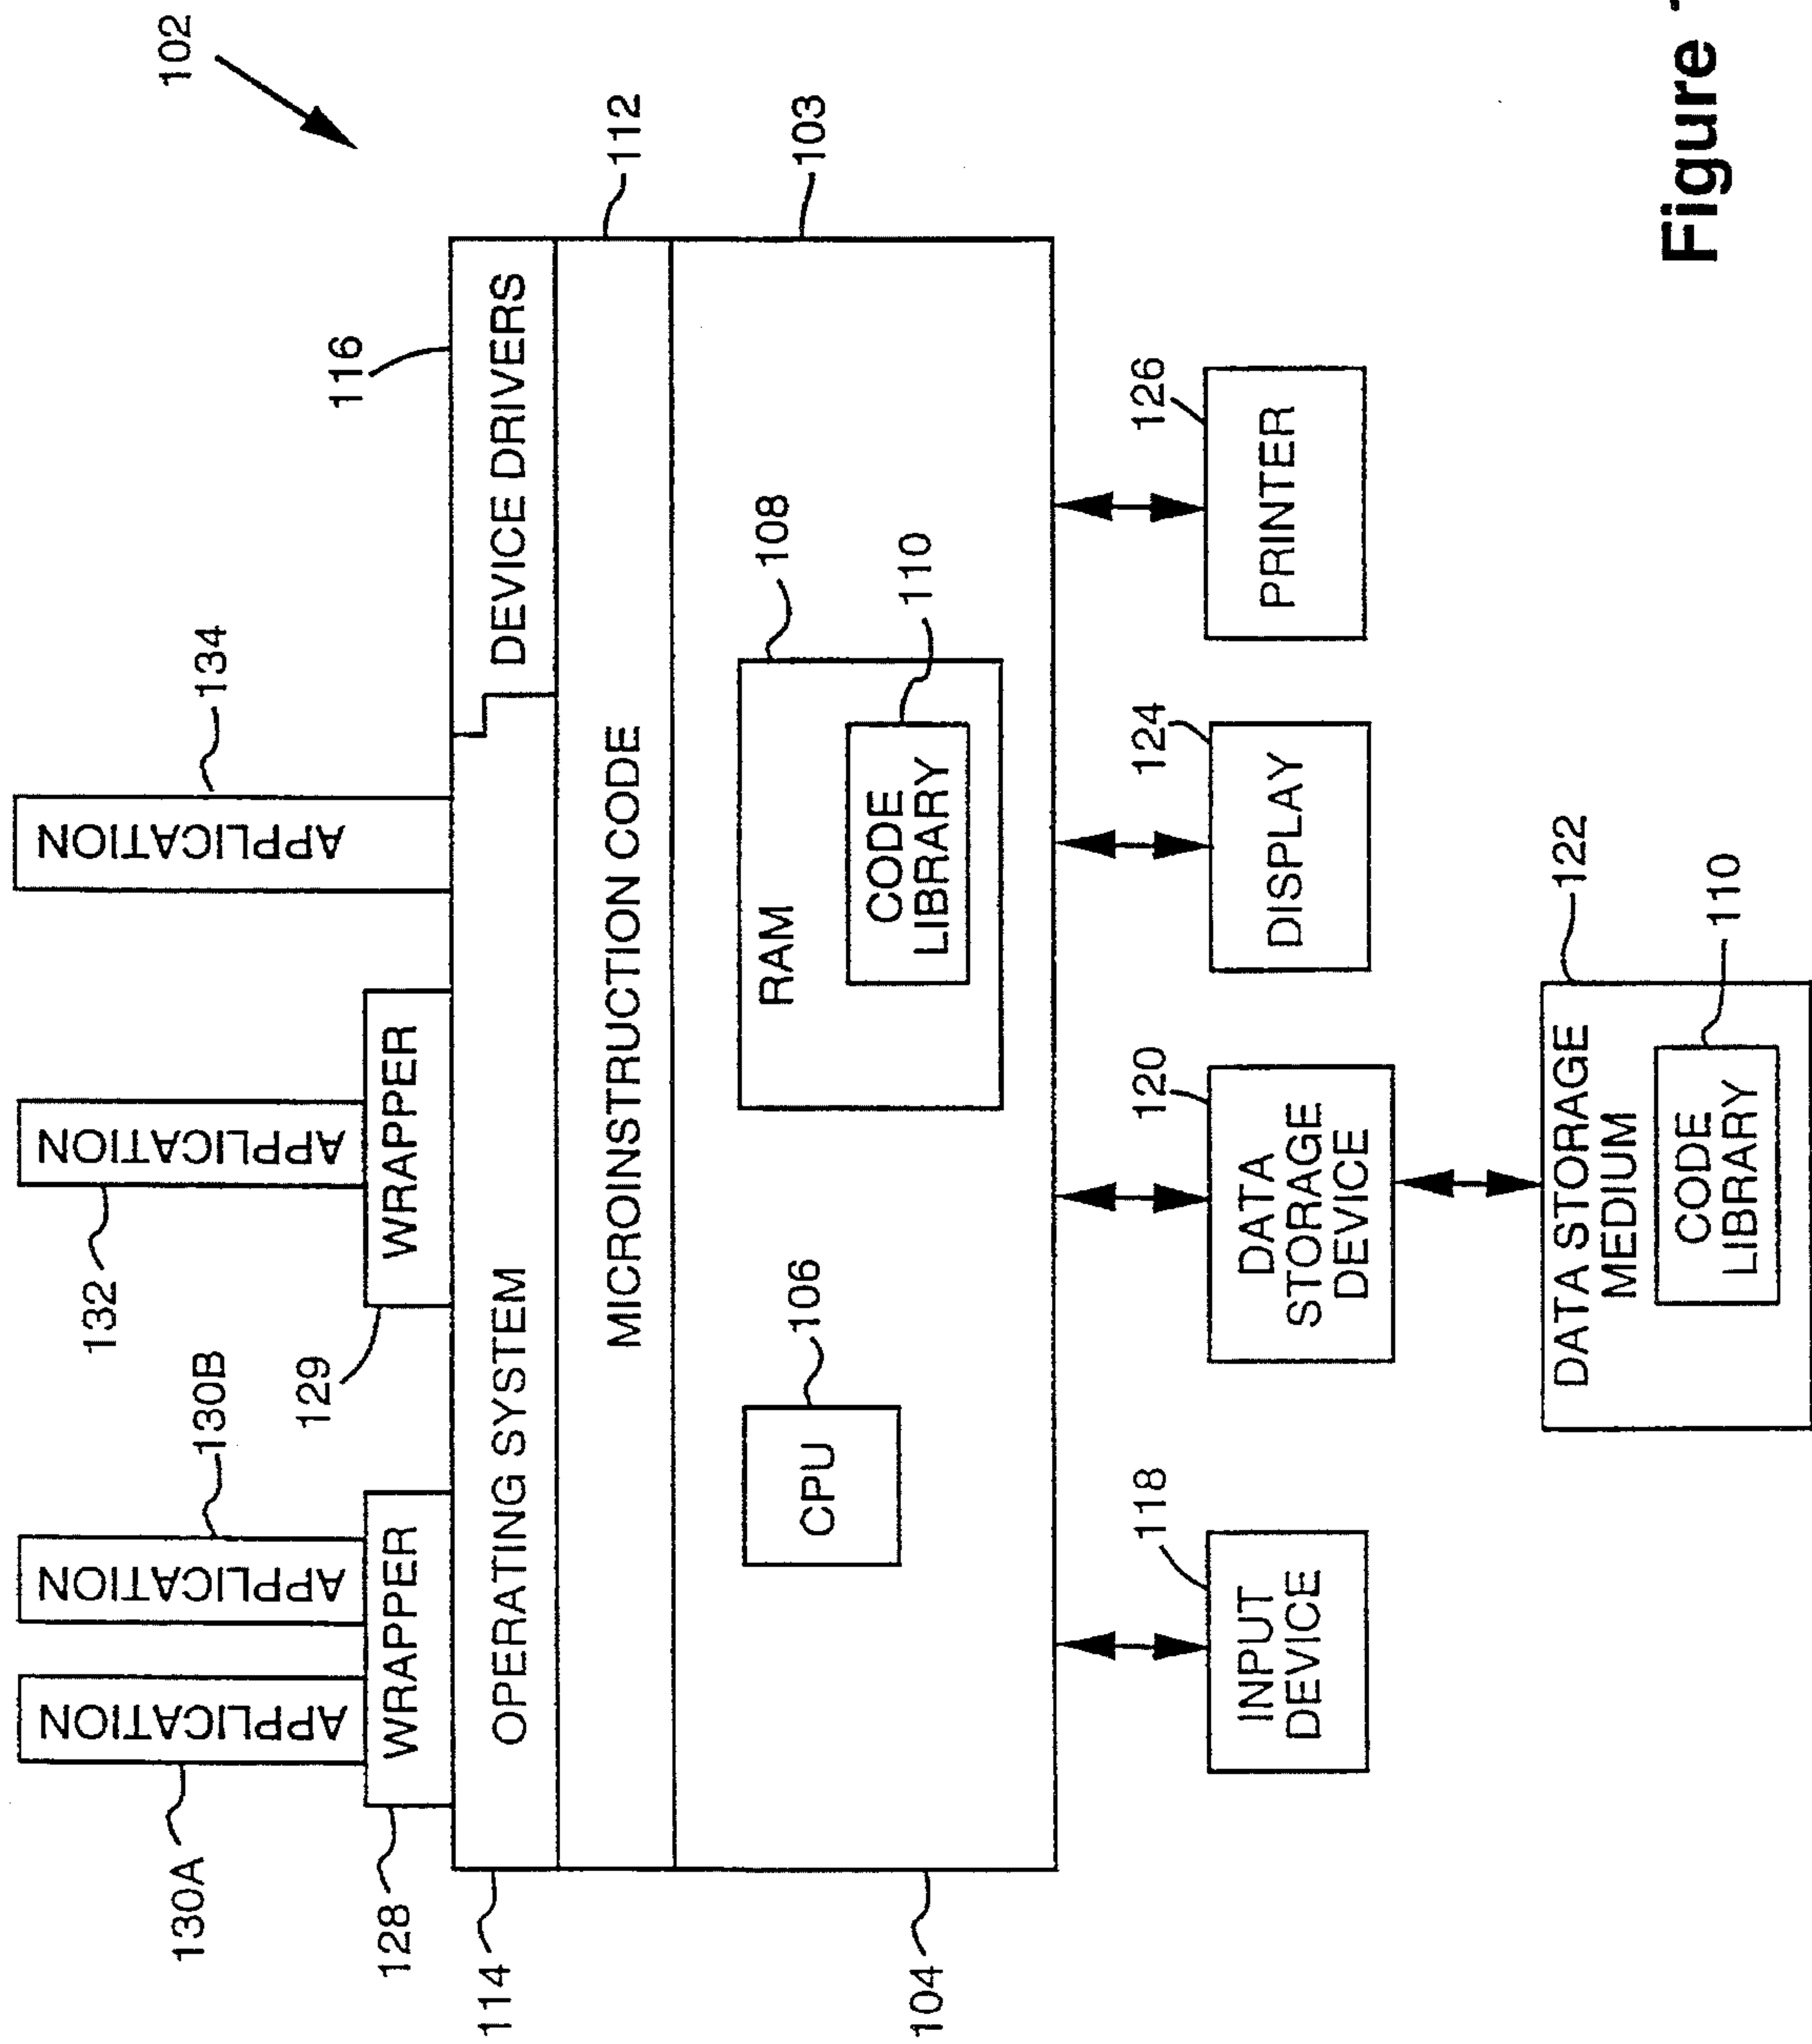 102
130A
APPLICATION
APPLICATION
130B
132
APPLICATION
APPLICATION
134
128
WRAPPER
129
WRAPPER
116
114
OPERATING SYSTEM
DEVICE DRIVERS
MICROINSTRUCTION CODE
112
104
103
CPU
106
RAM
108
CODE
LIBRARY
110
INPUT
DEVICE
118
DATA
STORAGE
DEVICE
120
DISPLAY
124
PRINTER
126
DATA STORAGE
MEDIUM
122
CODE
LIBRARY
110
Figure